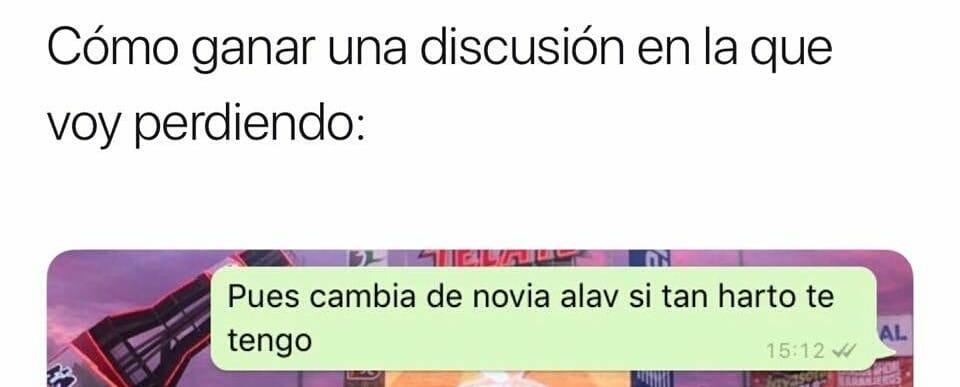 Cómo ganar una discusión en la que
voy perdiendo:
Pues cambia de novia alav si tan harto te
tengo
15:12